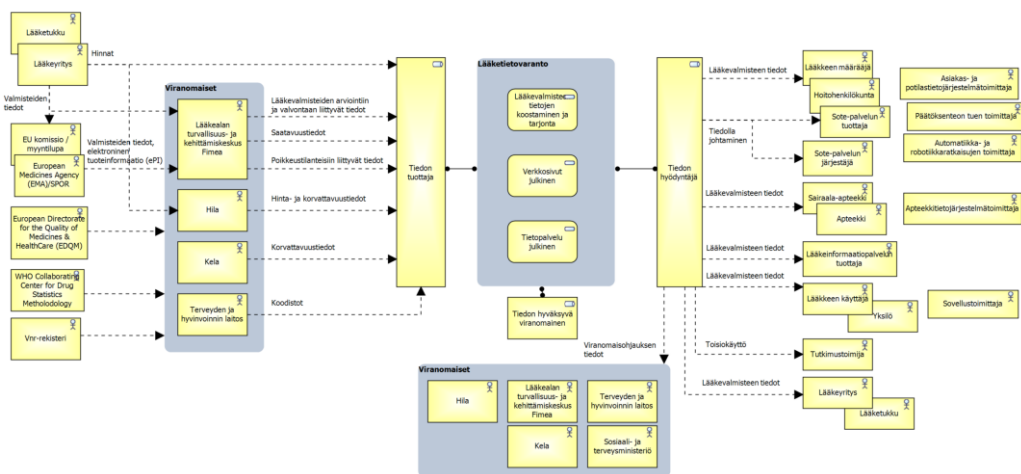 Lääketukku
Lääkeyritys
Hinnat
Valmisteiden
tiedot
EU komissio /
myyntilupa
European
Medicines Agency
(EMA)/SPOR
Valmisteiden tiedot,
elektroninen
tuoteinformaatio (ePI)
European Directorate
for the Quality of
Medicines &
HealthCare (EDQM)
WHO Collaborating
Center for Drug
Statistics
Metholodology
Vnr-rekisteri
Viranomaiset
Lääkealan
turvallisuus- ja
kehittämiskeskus
Fimea
Hila
Kela
Terveyden ja
hyvinvoinnin laitos
Lääkevalmisteiden arviointiin
ja valvontaan liittyvät tiedot
Saatavuustiedot
Poikkeustilanteisiin liittyvät tiedot
Hinta- ja korvattavuustiedot
Korvattavuustiedot
Koodistot
Tiedon
tuottaja
Lääketietovaranto
Lääkevalmisteen
tietojen
koostaminen ja
tarjonta
Verkkosivut
julkinen
Tietopalvelu
julkinen
Tiedon hyväksyvä
viranomainen
Tiedon
hyödyntäjä
Viranomaisohjauksen
tiedot
Viranomaiset
Hila
Lääkealan
turvallisuus- ja
kehittämiskeskus
Fimea
Terveyden ja
hyvinvoinnin laitos
Kela
Sosiaali- ja
terveysministeriö
Lääkevalmisteen tiedot
Tiedolla
johtaminen
Lääkevalmisteen tiedot
Lääkevalmisteen tiedot
Lääkevalmisteen tiedot
Toisiokäyttö
Lääkevalmisteen tiedot
Lääkkeen määrääjä
Hoitohenkilökunta
Sote-palvelun
tuottaja
Sote-palvelun
järjestäjä
Sairaala-apteekki
Apteekki
Lääkeinformaatiopalvelun
tuottaja
Lääkkeen käyttäjä
Yksilö
Tutkimustoimija
Lääkeyritys
Lääketukku
Asiakas- ja
potilastietojärjestelmätoimittaja
Päätöksenteon tuen toimittaja
Automatiikka- ja
robotiikkaratkaisujen toimittaja
Apteekkitietojärjestelmätoimittaja
Sovellustoimittaja